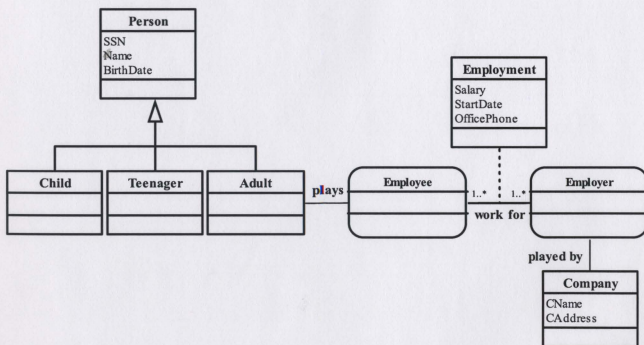 Person
SSN
Name
BirthDate
Employment
Salary
StartDate
OfficePhone
Child
Teenager
Adult
plays
Employee
1..*
1..*
work for
Employer
played by
Company
CName
CAddress